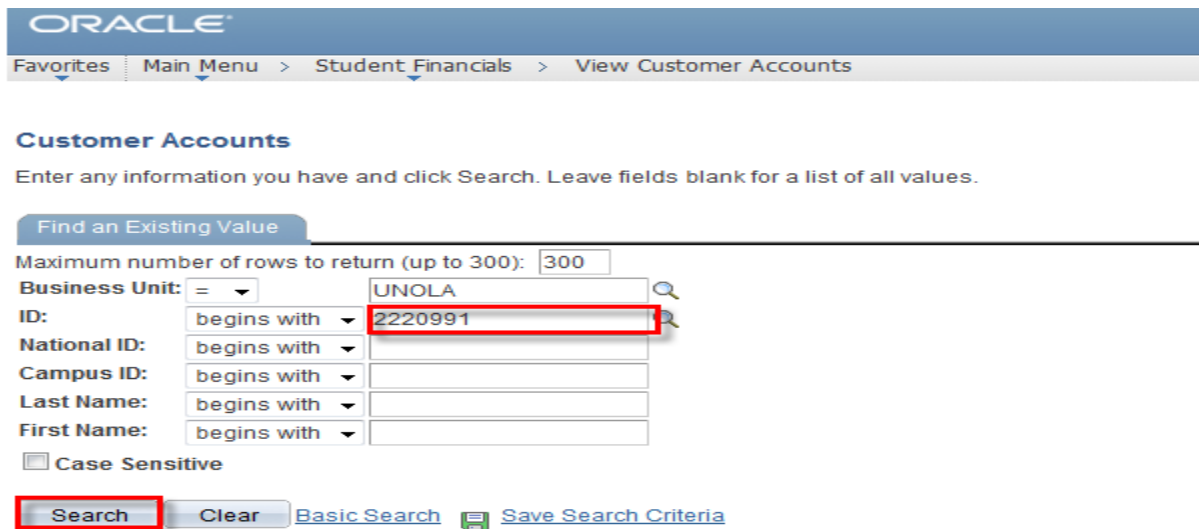 ORACLE
Favorites Main Menu > Student Financials > View Customer Accounts
Customer Accounts
Enter any information you have and click Search. Leave fields blank for a list of all values.
Find an Existing Value
Maximum number of rows to return (up to 300): 300
Business Unit: = UNOLA
ID: begins with 2220991
National ID: begins with
Campus ID: begins with
Last Name: begins with
First Name: begins with
Case Sensitive
Search Clear Basic Search Save Search Criteria